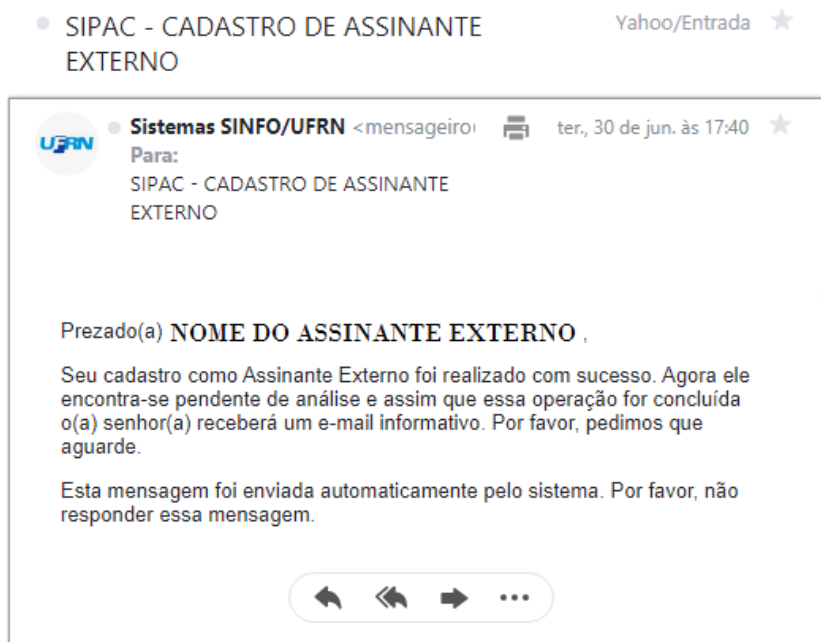 SIPAC - CADASTRO DE ASSINANTE
EXTERNO
Yahoo/Entrada
UFRN
Sistemas SINFO/UFRN <mensageiro
ter., 30 de jun. às 17:40
Para:
SIPAC - CADASTRO DE ASSINANTE
EXTERNO
Prezado(a) NOME DO ASSINANTE EXTERNO ,
Seu cadastro como Assinante Externo foi realizado com sucesso. Agora ele
encontra-se pendente de análise e assim que essa operação for concluída
o(a) senhor(a) receberá um e-mail informativo. Por favor, pedimos que
aguarde.
Esta mensagem foi enviada automaticamente pelo sistema. Por favor, não
responder essa mensagem.